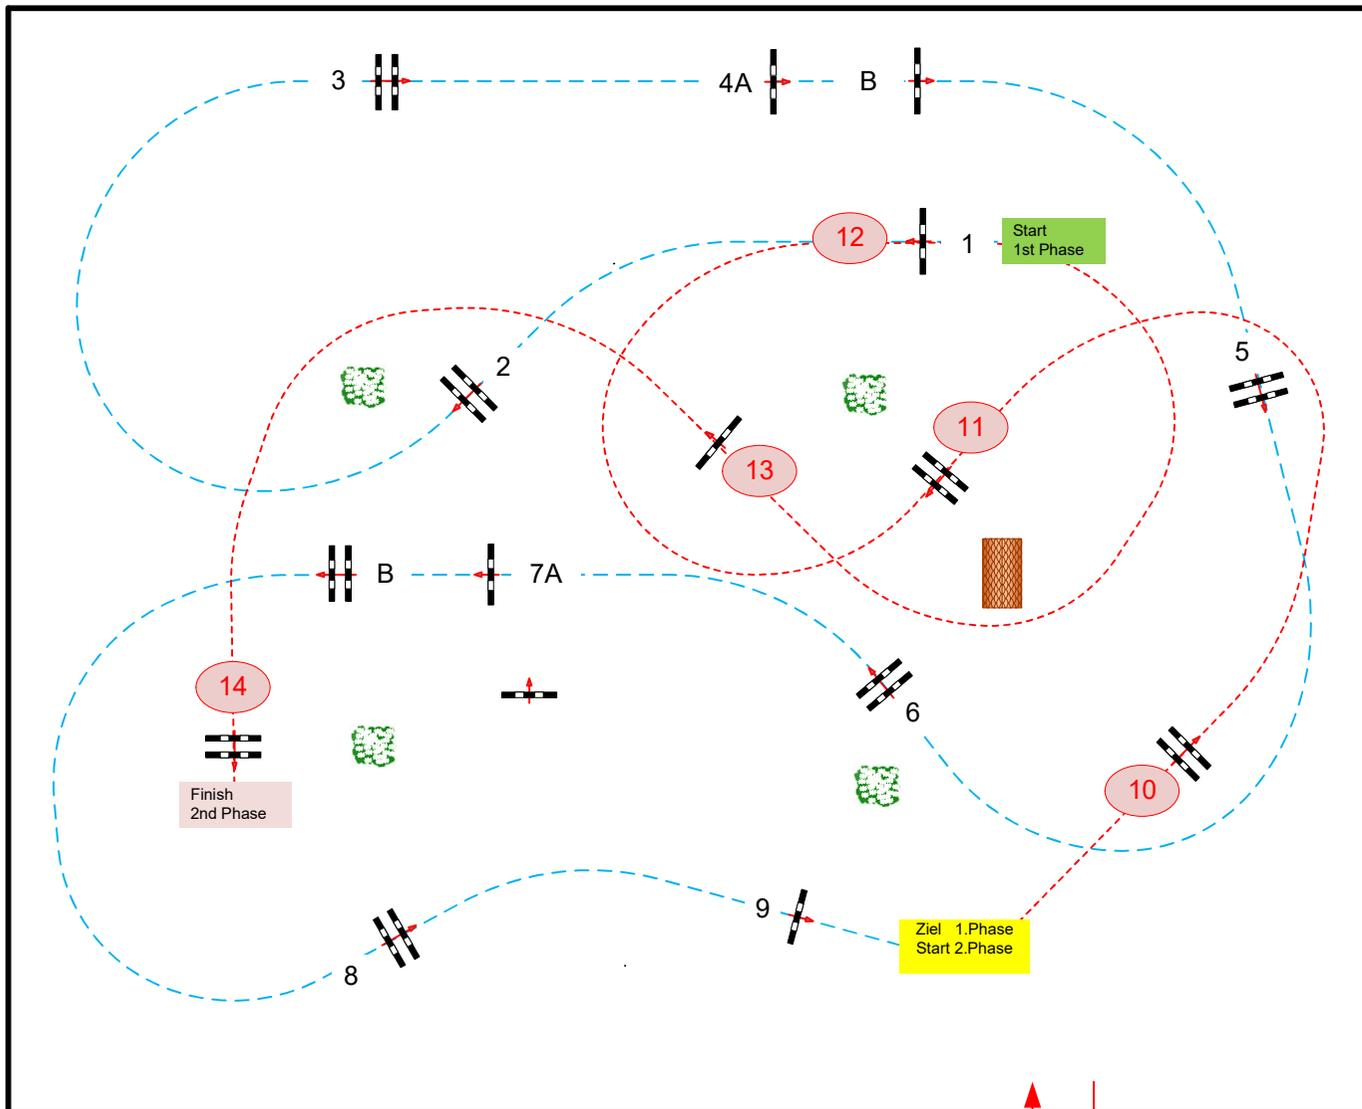 3
4A
B
12
1
Start
1st Phase
2
5
11
13
B
7A
14
6
Finish
2nd Phase
10
9
Ziel 1.Phase
Start 2.Phase
8